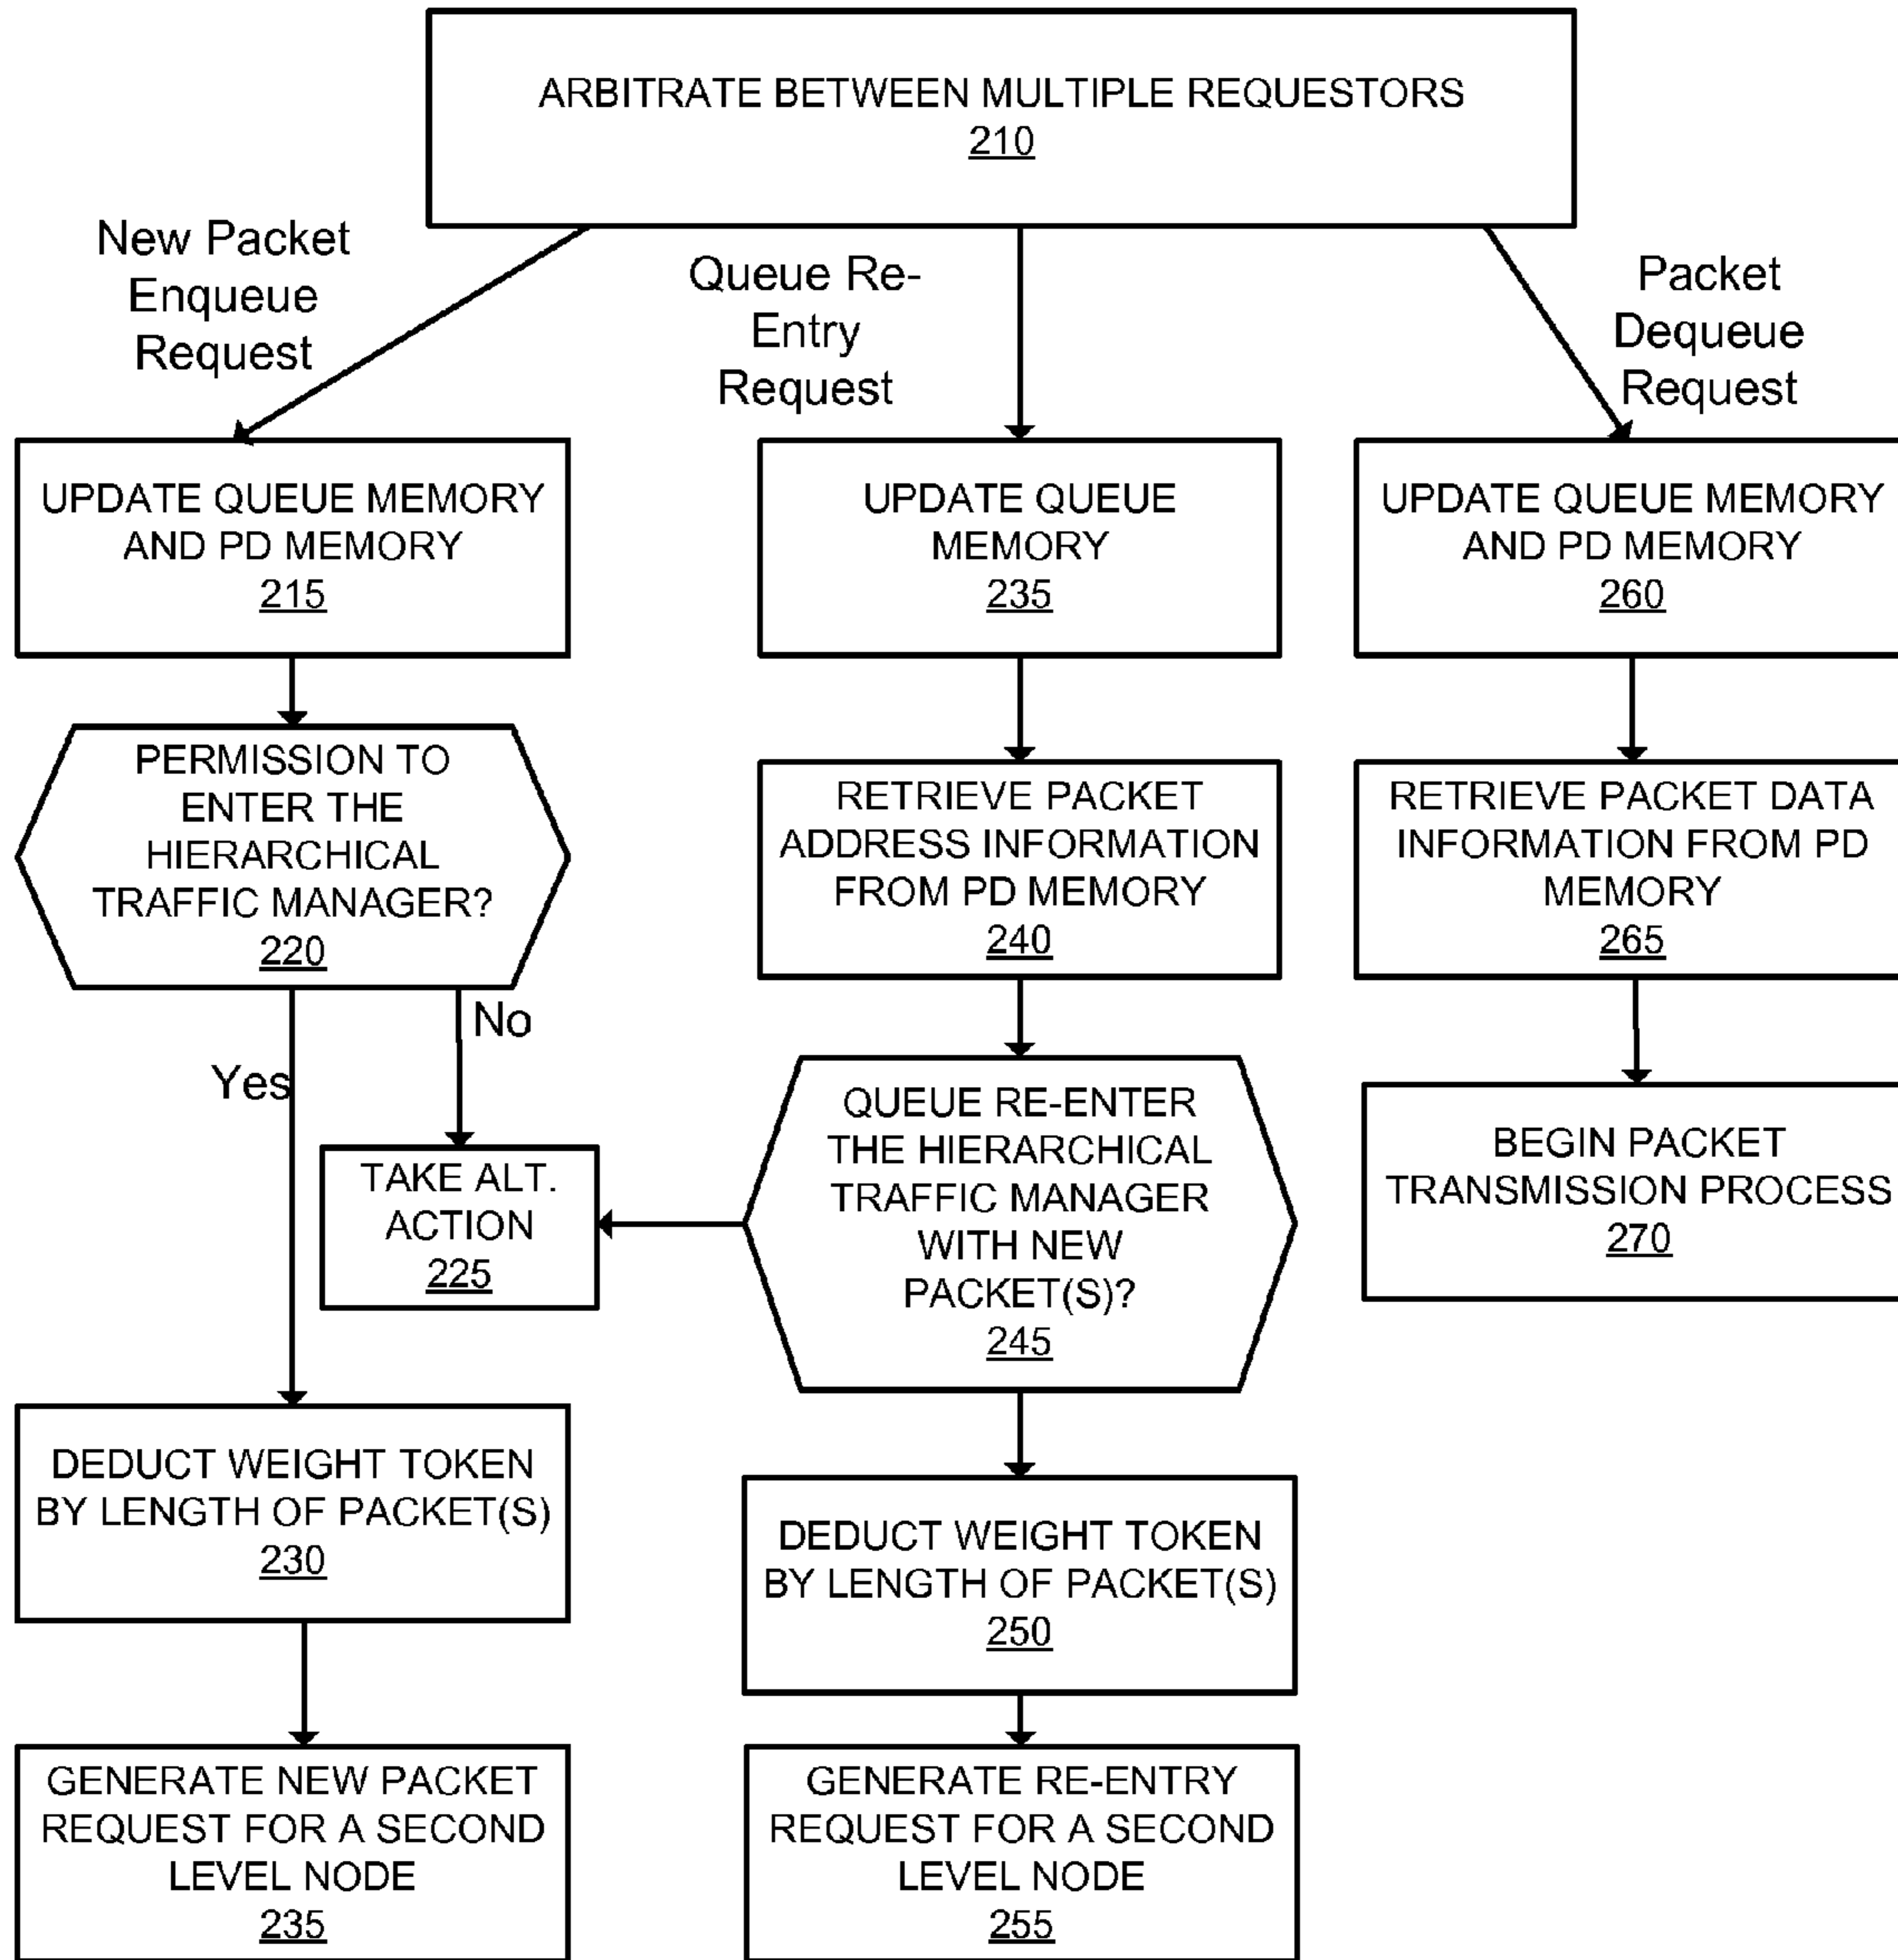 ARBITRATE BETWEEN MULTIPLE REQUESTORS
210
New Packet
Enqueue
Request
Queue Re-
Entry
Request
Packet
Dequeue
Request
UPDATE QUEUE MEMORY
AND PD MEMORY
215
UPDATE QUEUE
MEMORY
235
UPDATE QUEUE MEMORY
AND PD MEMORY
260
PERMISSION TO
ENTER THE
HIERARCHICAL
TRAFFIC MANAGER?
220
RETRIEVE PACKET
ADDRESS INFORMATION
FROM PD MEMORY
240
RETRIEVE PACKET DATA
INFORMATION FROM PD
MEMORY
265
No
Yes
TAKE ALT.
ACTION
225
QUEUE RE-ENTER
THE HIERARCHICAL
TRAFFIC MANAGER
WITH NEW
PACKET(S)?
245
BEGIN PACKET
TRANSMISSION PROCESS
270
DEDUCT WEIGHT TOKEN
BY LENGTH OF PACKET(S)
230
DEDUCT WEIGHT TOKEN
BY LENGTH OF PACKET(S)
250
GENERATE NEW PACKET
REQUEST FOR A SECOND
LEVEL NODE
235
GENERATE RE-ENTRY
REQUEST FOR A SECOND
LEVEL NODE
255